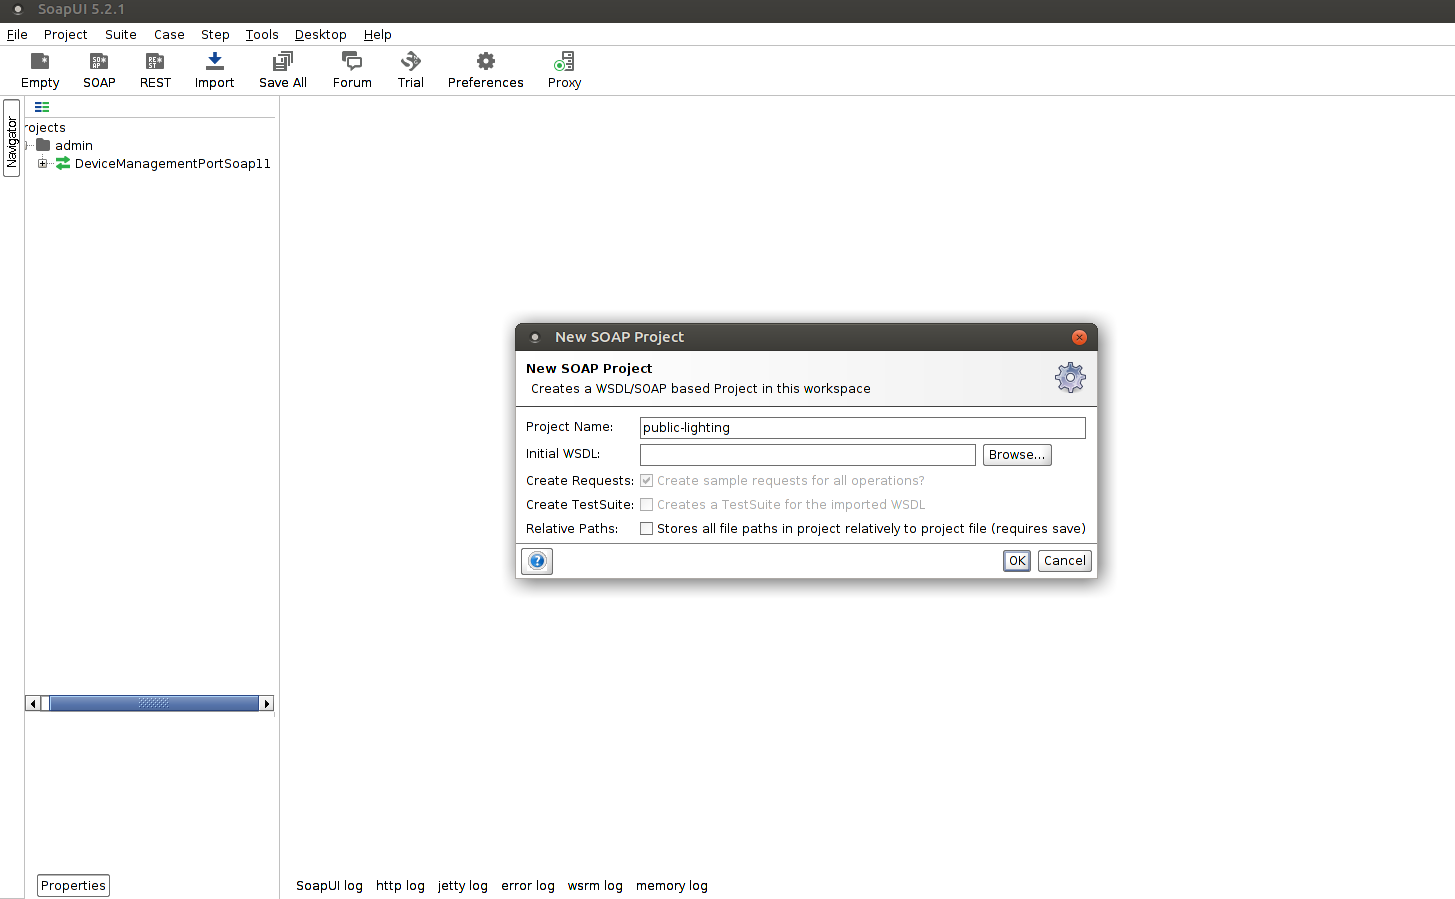 SoapUI 5.2.1
File Project Suite Case Step Tools Desktop Help
Empty SOAP REST Import Save All Forum Trial Preferences Proxy
Navigator
rojects
admin
DeviceManagementPortSoap11
New SOAP Project
New SOAP Project
Creates a WSDL/SOAP based Project in this workspace
Project Name: public-lighting
Initial WSDL: Browse...
Create Requests: Create sample requests for all operations?
Create TestSuite: Creates a TestSuite for the imported WSDL
Relative Paths: Stores all file paths in project relatively to project file (requires save)
? OK Cancel
Properties SoapUI log http log jetty log error log wsrm log memory log